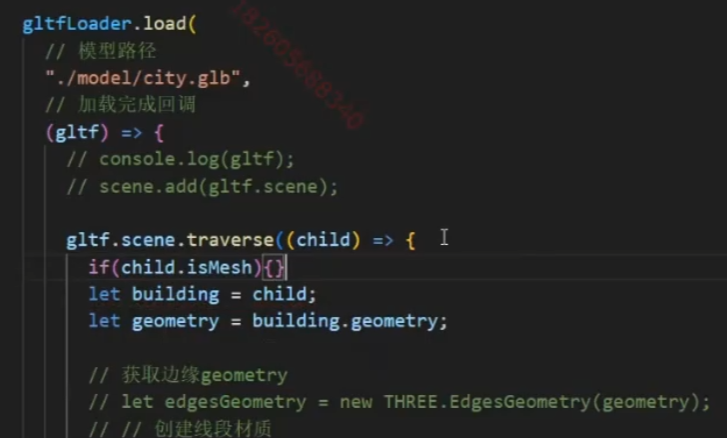 gltfLoader.load(
// 模型路径
"./model/city.glb",
// 加载完成回调
(gltf) => {
// console.log(gltf);
// scene.add(gltf.scene);
gltf.scene.traverse((child) => {
if(child.isMesh){}
let building = child;
let geometry = building.geometry;
// 获取边缘geometry
// let edgesGeometry = new THREE.EdgesGeometry(geometry);
// // 创建线段材质